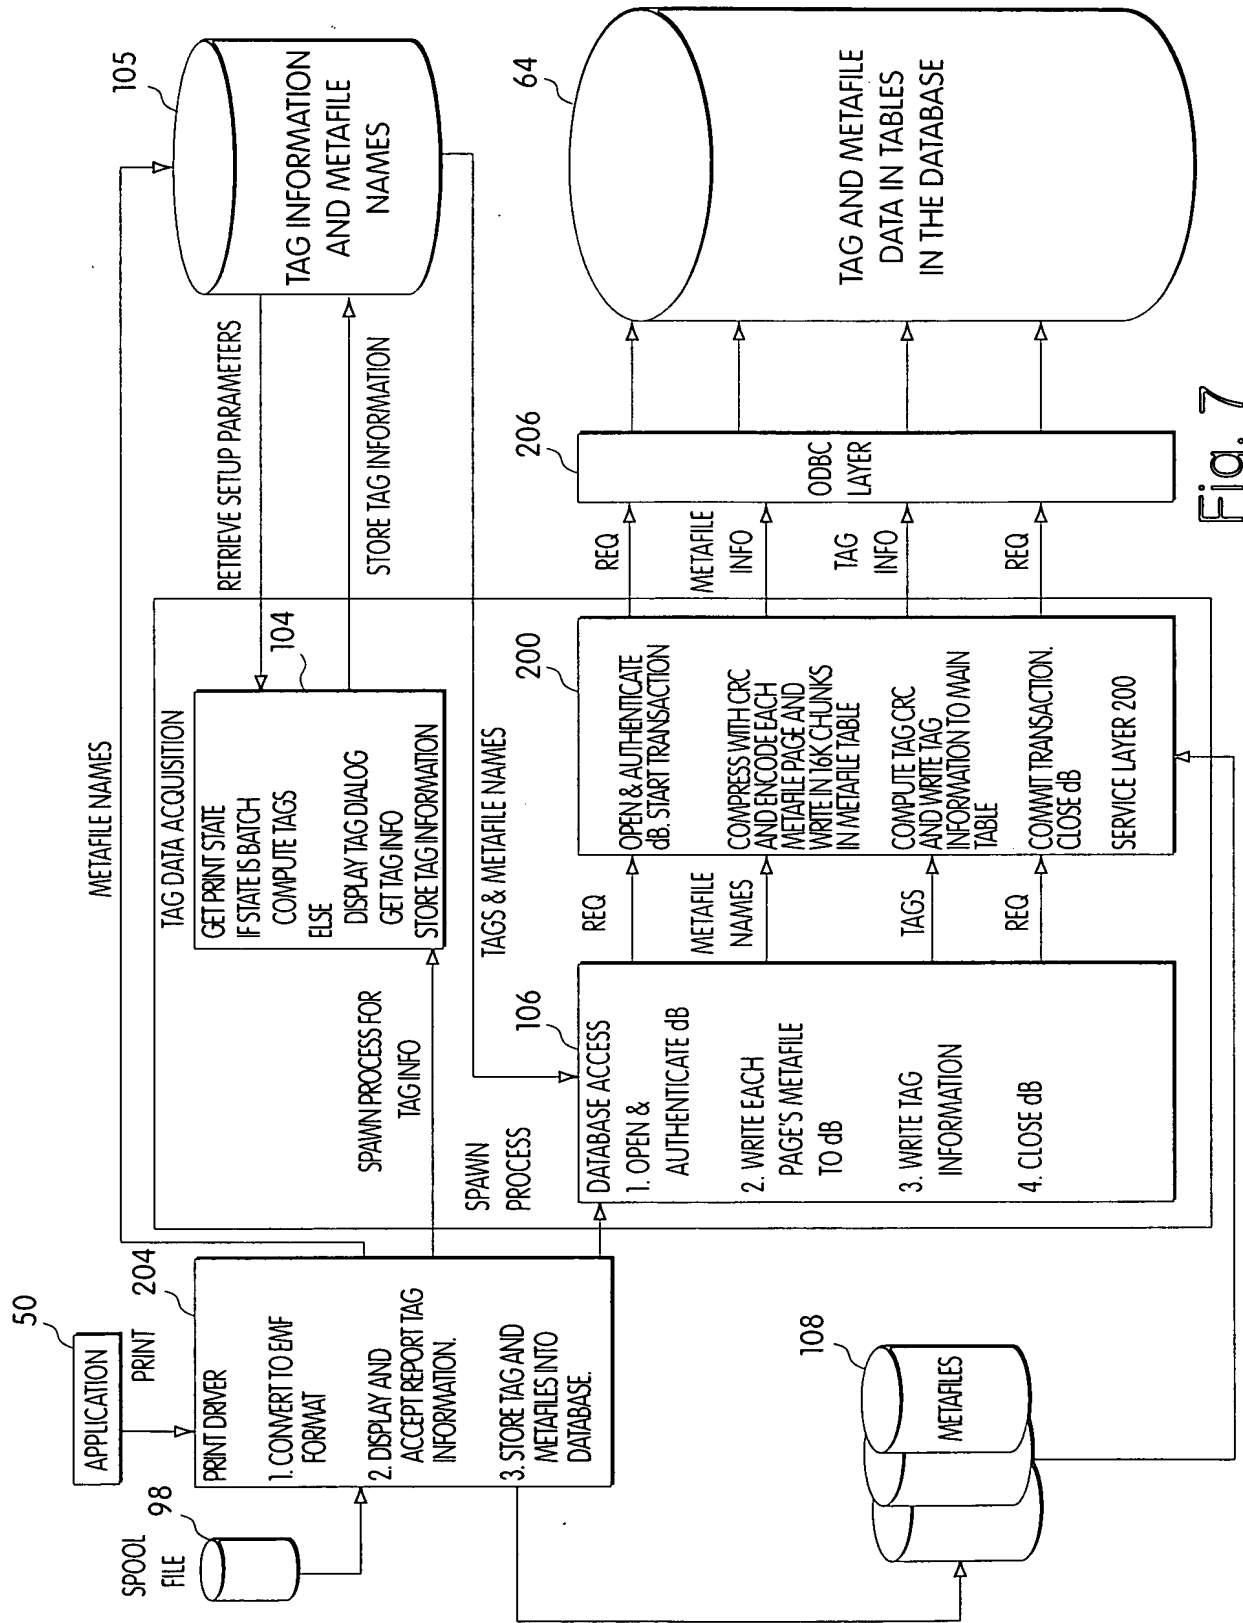 50
APPLICATION
PRINT
SPOOL
FILE
98
204
PRINT DRIVER
1. CONVERT TO EMF
FORMAT
2. DISPLAY AND
ACCEPT REPORT TAG
INFORMATION.
3. STORE TAG AND
METAFILES INTO
DATABASE.
108
METAFILES
METAFILE NAMES
TAG DATA ACQUISITION
104
GET PRINT STATE
IF STATE IS BATCH
COMPUTE TAGS
ELSE
DISPLAY TAG DIALOG
GET TAG INFO
STORE TAG INFORMATION
SPAWN PROCESS FOR
TAG INFO
SPAWN
PROCESS
TAGS & METAFILE NAMES
RETRIEVE SETUP PARAMETERS
STORE TAG INFORMATION
105
TAG INFORMATION
AND METAFILE
NAMES
106
DATABASE ACCESS
1. OPEN &
AUTHENTICATE dB
2. WRITE EACH
PAGE'S METAFILE
TO dB
3. WRITE TAG
INFORMATION
4. CLOSE dB
REQ
METAFILE
NAMES
TAGS
REQ
200
OPEN & AUTHENTICATE
dB. START TRANSACTION
COMPRESS WITH CRC
AND ENCODE EACH
METAFILE PAGE AND
WRITE IN 16K CHUNKS
IN METAFILE TABLE
COMPUTE TAG CRC
AND WRITE TAG
INFORMATION TO MAIN
TABLE
COMMIT TRANSACTION.
CLOSE dB
SERVICE LAYER 200
REQ
METAFILE
INFO
TAG
INFO
REQ
206
ODBC
LAYER
64
TAG AND METAFILE
DATA IN TABLES
IN THE DATABASE
Fig. 7